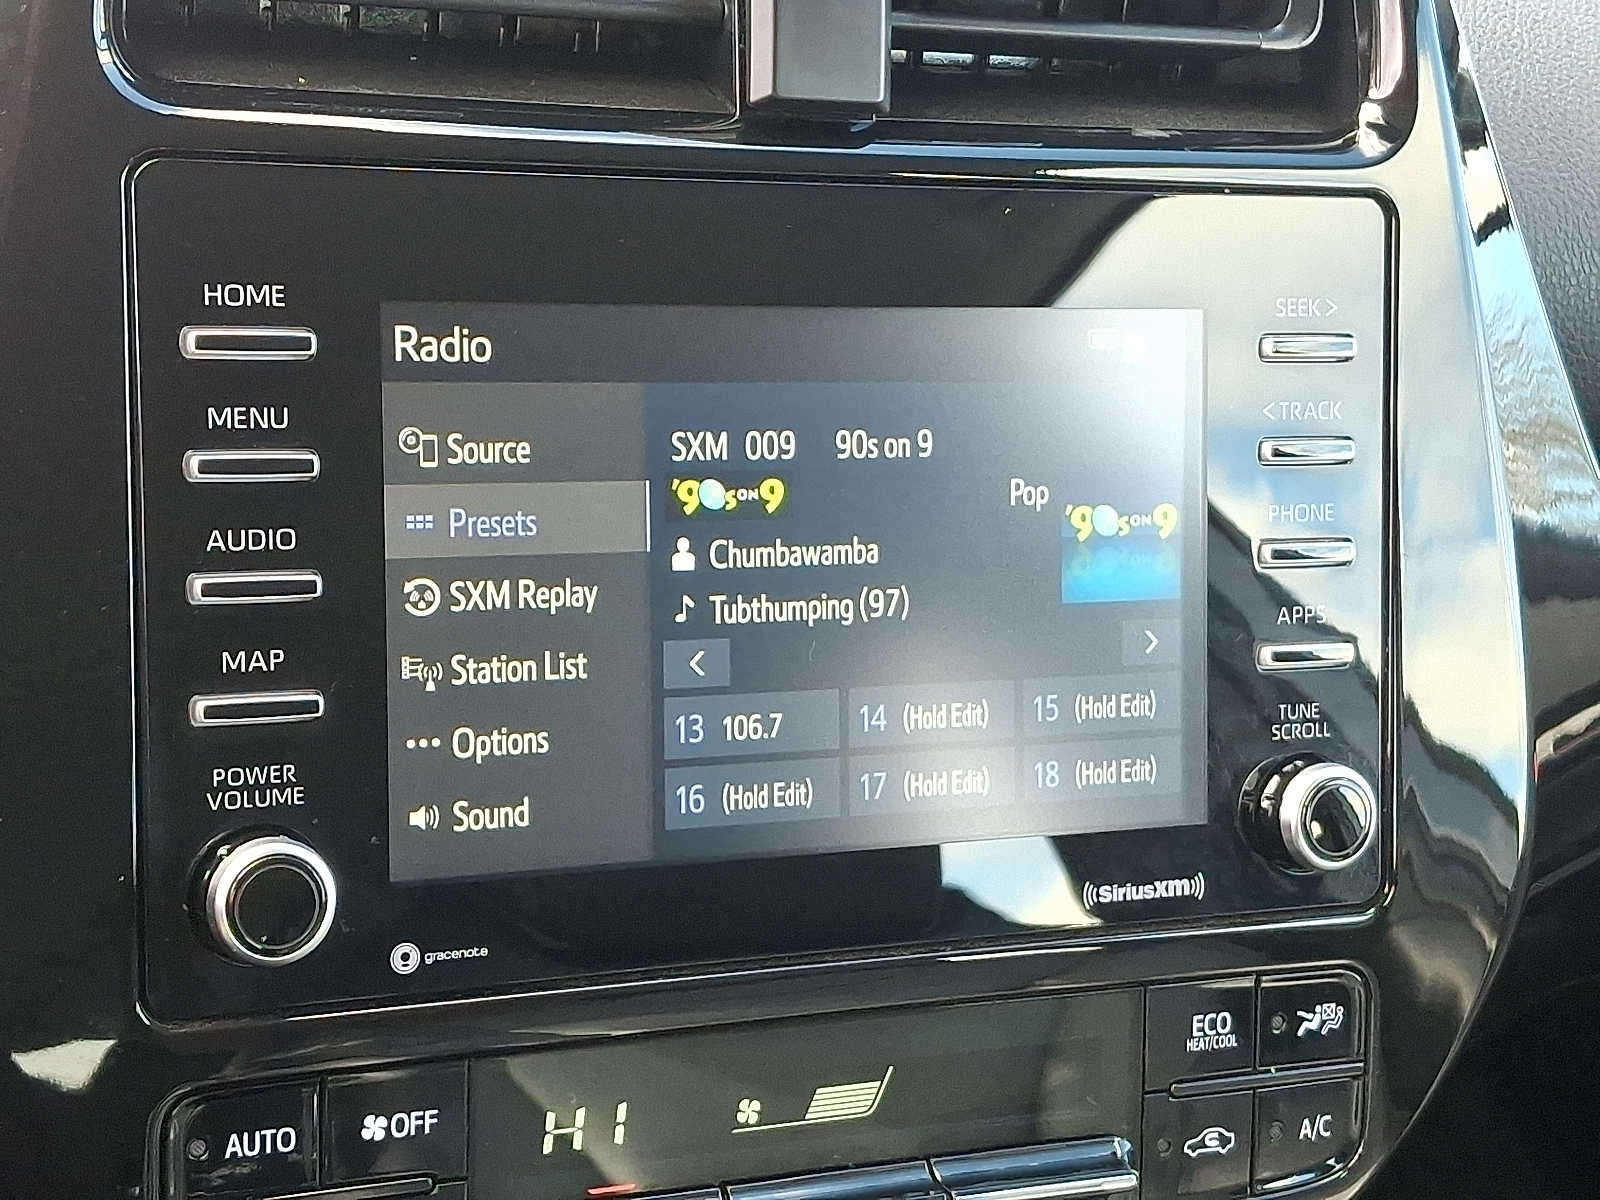 HOME
MENU
AUDIO
MAP
POWER
VOLUME
Radio
Source
Presets
SXM Replay
Station List
Options
Sound
SXM 009 90s on 9
'90s ON 9
Pop
'90s ON 9
Chumbawamba
Tubthumping (97)
<
>
13 106.7
14 (Hold Edit)
15 (Hold Edit)
16 (Hold Edit)
17 (Hold Edit)
18 (Hold Edit)
SEEK >
< TRACK
PHONE
APPS
TUNE
SCROLL
gracenote
((SiriusXM))
AUTO
OFF
HI
ECO
HEAT/COOL
A/C